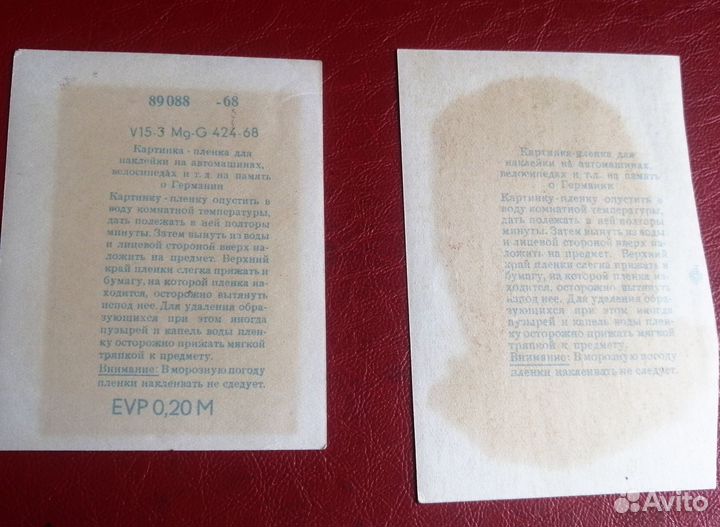 89088 -68
V15-3 Mg-G 424-68
Картинка-пленка для
наклейки на автомашинах,
велосипедах и т. д. на память
о Германии
Картинку-пленку опустить в
воду комнатной температуры,
дать полежать в ней полторы
минуты. Затем вынуть из воды
и лицевой стороной вверх на-
ложить на предмет. Верхний
край пленки слегка прижать и
бумагу, на которой пленка на-
ходится, осторожно вытянуть
испод нее. Для удаления обра-
зующихся при этом иногда
пузырей и капель воды плен-
ку осторожно прижать мягкой
тряпкой к предмету.
Внимание: В морозную погоду
пленки наклеивать не следует.
EVP 0,20 M
Картинка-пленка для
наклейки на автомашинах,
велосипедах и т.д. на память
о Германии
Картинку-пленку опустить в
воду комнатной температуры,
дать полежать в ней полторы
минуты. Затем вынуть из воды
и лицевой стороной вверх на-
ложить на предмет. Верхний
край пленки слегка прижать и
бумагу, на которой пленка на-
ходится, осторожно вытянуть
испод нее. Для удаления обра-
зующихся при этом иногда
пузырей и капель воды плен-
ку осторожно прижать мягкой
тряпкой к предмету.
Внимание: В морозную погоду
пленки наклеивать не следует.
Avito